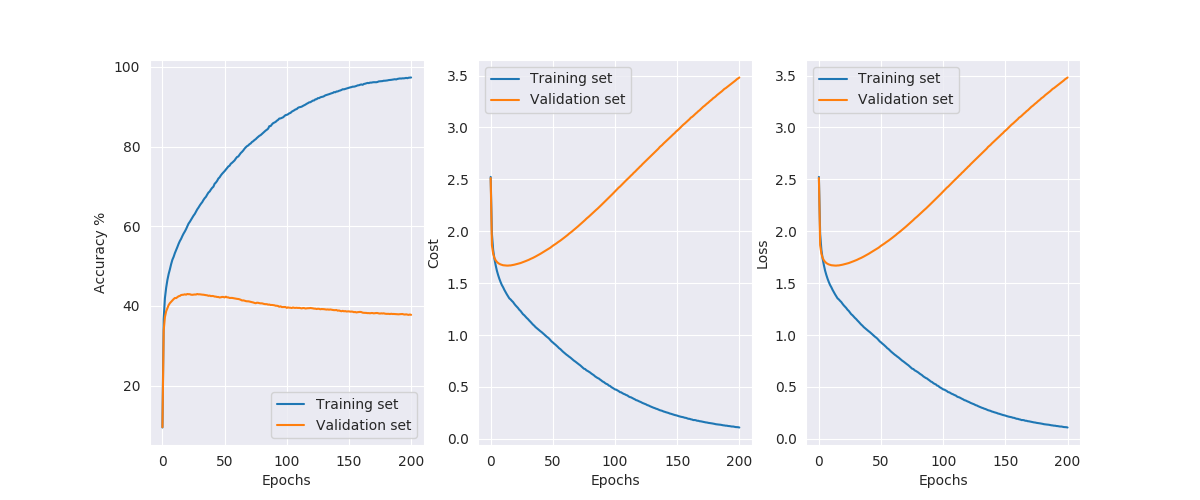 Accuracy %
100
80
60
40
20
Training set
Validation set
0 50 100 150 200
Epochs
Cost
3.5
3.0
2.5
2.0
1.5
1.0
0.5
0.0
Training set
Validation set
0 50 100 150 200
Epochs
Loss
3.5
3.0
2.5
2.0
1.5
1.0
0.5
0.0
Training set
Validation set
0 50 100 150 200
Epochs